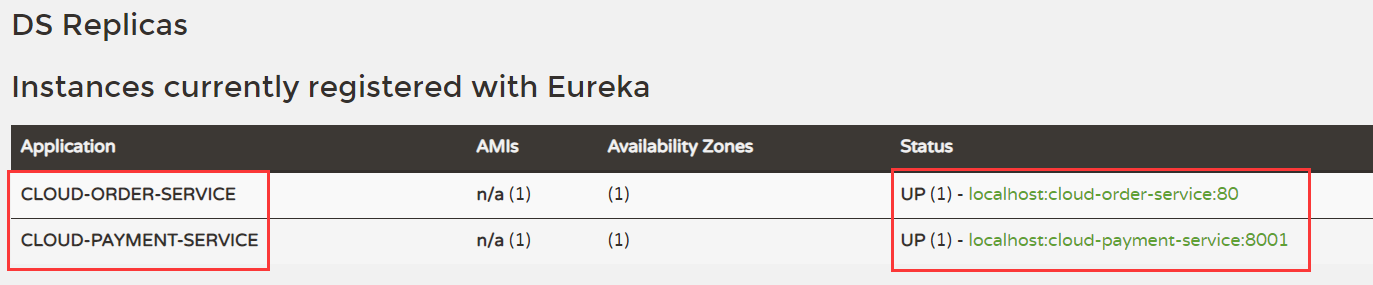 DS Replicas
Instances currently registered with Eureka
Application AMIs Availability Zones Status
CLOUD-ORDER-SERVICE n/a (1) (1) UP (1) - localhost:cloud-order-service:80
CLOUD-PAYMENT-SERVICE n/a (1) (1) UP (1) - localhost:cloud-payment-service:8001